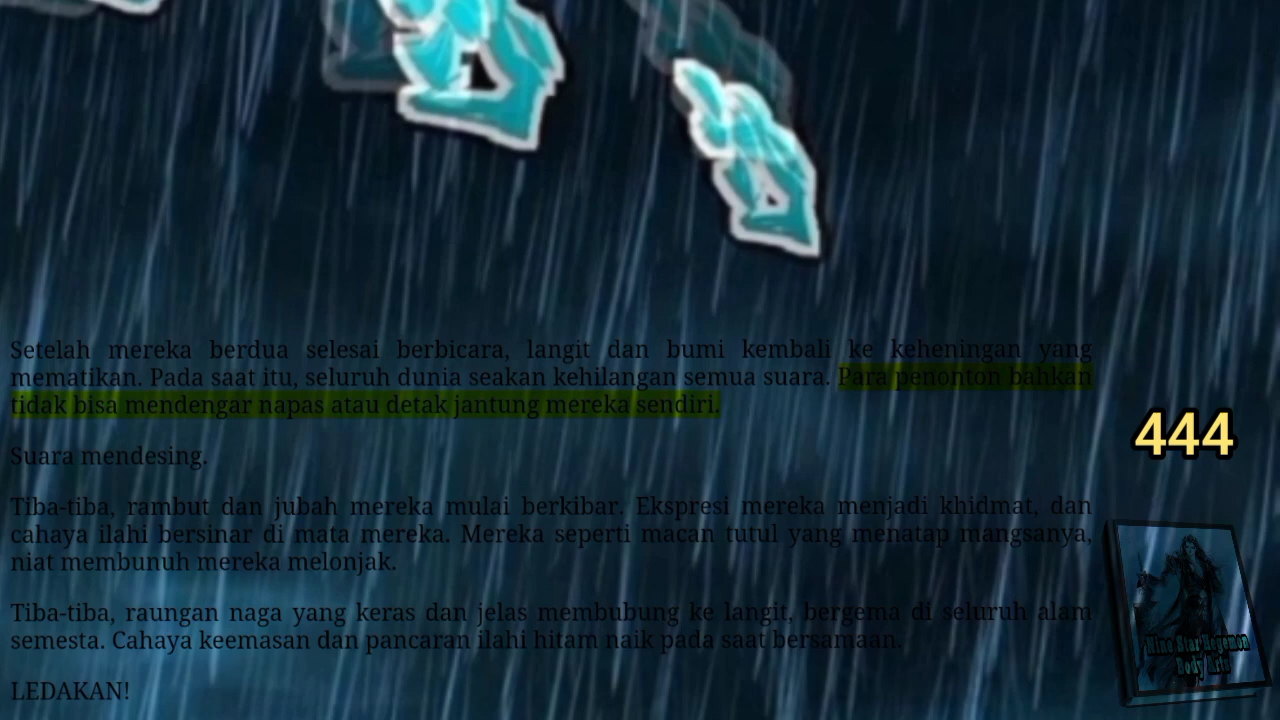 Setelah mereka berdua selesai berbicara, langit dan bumi kembali ke keheningan yang
mematikan. Pada saat itu, seluruh dunia seakan kehilangan semua suara. Para penonton bahkan
tidak bisa mendengar napas atau detak jantung mereka sendiri.
Suara mendesing.
Tiba-tiba, rambut dan jubah mereka mulai berkibar. Ekspresi mereka menjadi khidmat, dan
cahaya ilahi bersinar di mata mereka. Mereka seperti macan tutul yang menatap mangsanya,
niat membunuh mereka melonjak.
Tiba-tiba, raungan naga yang keras dan jelas membubung ke langit, bergema di seluruh alam
semesta. Cahaya keemasan dan pancaran ilahi hitam naik pada saat bersamaan.
LEDAKAN!
444
Nine Star Hegemon
Body Arts